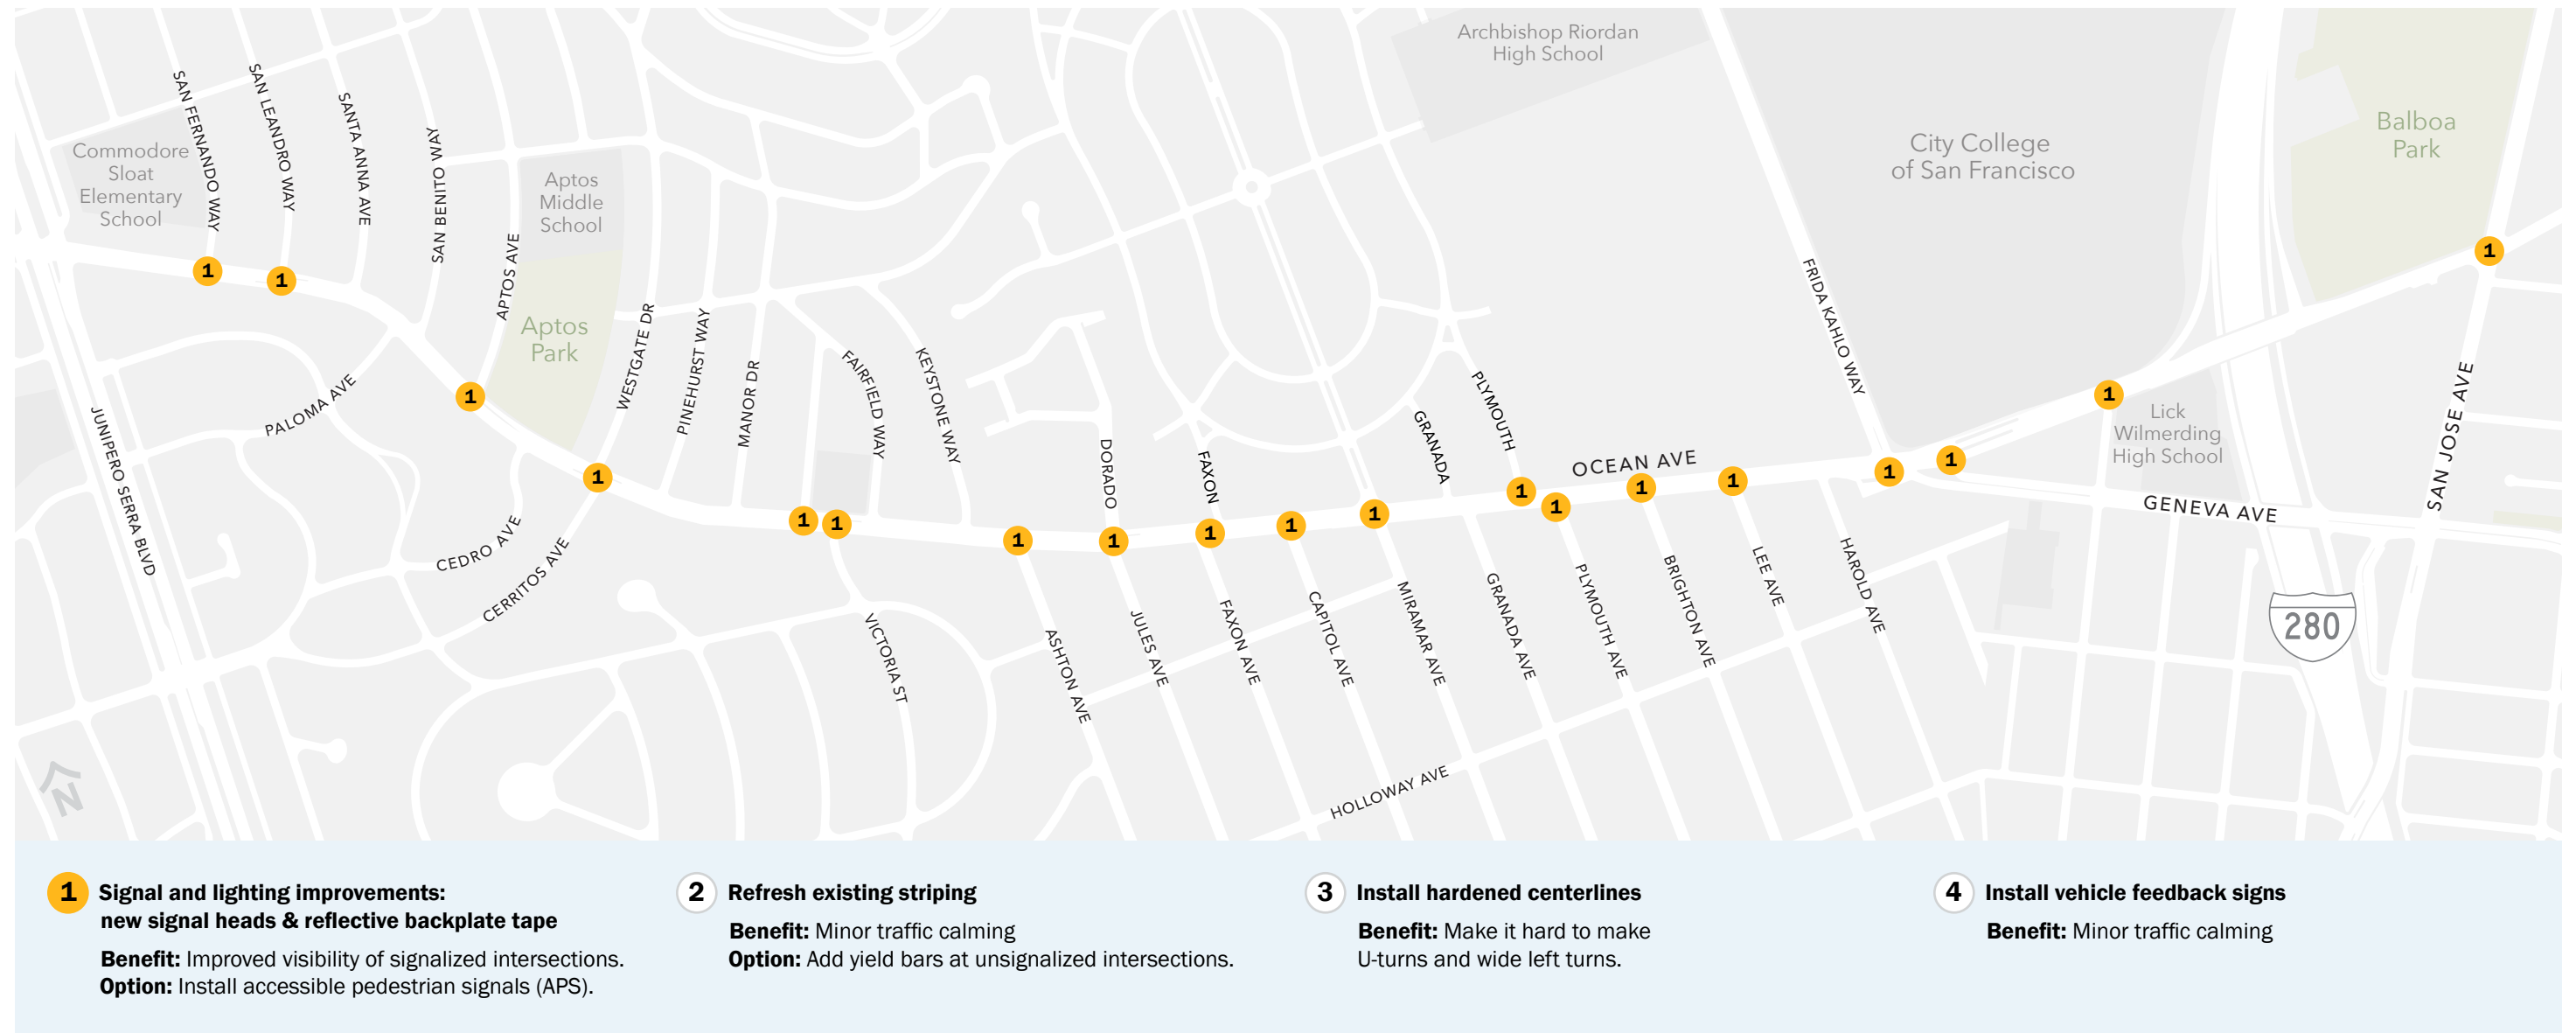 Archbishop Riordan
High School
SAN FERNANDO WAY
SAN LEANDRO WAY
SANTA ANNA AVE
SAN BENITO WAY
Commodore
Sloat
Elementary
School
Aptos
Middle
School
City College
of San Francisco
Balboa
Park
APTOS AVE
1
1
1
Aptos
Park
WESTGATE DR
PINEHURST WAY
MANOR DR
FAIRFIELD WAY
KEYSTONE WAY
FRIDA KAHLO WAY
PALOMA AVE
JUNIPERO SERRA BLVD
1
1
DORADO
FAXON
GRANADA
PLYMOUTH
OCEAN AVE
1
Lick
Wilmerding
High School
SAN JOSE AVE
GENEVA AVE
1
1
1
1
1
1
1
1
1
1
1
1
1
1
CEDRO AVE
CERRITOS AVE
VICTORIA ST
ASHTON AVE
JULES AVE
FAXON AVE
CAPITOL AVE
MIRAMAR AVE
GRANADA AVE
PLYMOUTH AVE
BRIGHTON AVE
LEE AVE
HAROLD AVE
280
HOLLOWAY AVE
N
1 Signal and lighting improvements:
new signal heads & reflective backplate tape
Benefit: Improved visibility of signalized intersections.
Option: Install accessible pedestrian signals (APS).
2 Refresh existing striping
Benefit: Minor traffic calming
Option: Add yield bars at unsignalized intersections.
3 Install hardened centerlines
Benefit: Make it hard to make
U-turns and wide left turns.
4 Install vehicle feedback signs
Benefit: Minor traffic calming